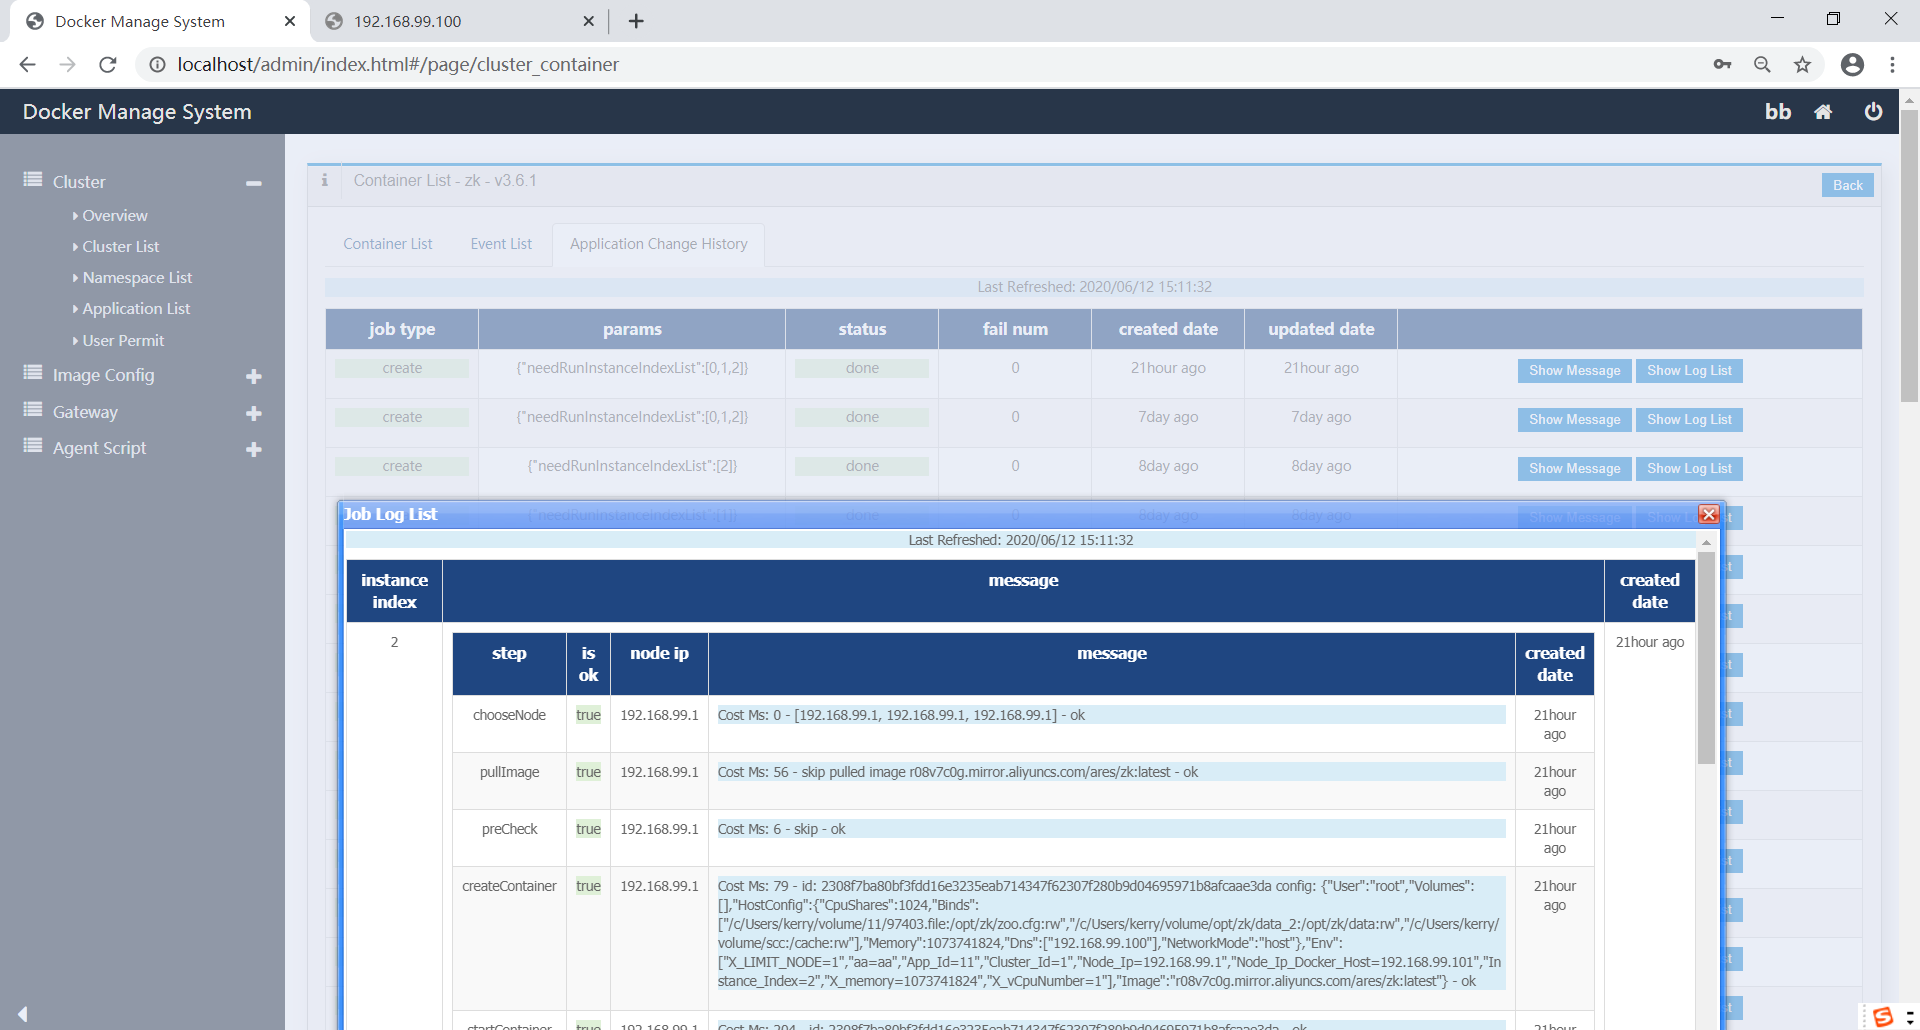 Docker Manage System
192.168.99.100
localhost/admin/index.html#/page/cluster_container
Docker Manage System
bb
Cluster
Overview
Cluster List
Namespace List
Application List
User Permit
Image Config
Gateway
Agent Script
Container List - zk - v3.6.1
Back
Container List
Event List
Application Change History
Last Refreshed: 2020/06/12 15:11:32
job type params status fail num created date updated date
create {"needRunInstanceIndexList":[0,1,2]} done 0 21hour ago 21hour ago Show Message Show Log List
create {"needRunInstanceIndexList":[0,1,2]} done 0 7day ago 7day ago Show Message Show Log List
create {"needRunInstanceIndexList":[2]} done 0 8day ago 8day ago Show Message Show Log List
{"needRunInstanceIndexList":[1]} 0 8day ago 8day ago Show Message Show Log List
Job Log List
Last Refreshed: 2020/06/12 15:11:32
instance index message created date
2 21hour ago
step is ok node ip message created date
chooseNode true 192.168.99.1 Cost Ms: 0 - [192.168.99.1, 192.168.99.1, 192.168.99.1] - ok 21hour ago
pullImage true 192.168.99.1 Cost Ms: 56 - skip pulled image r08v7c0g.mirror.aliyuncs.com/ares/zk:latest - ok 21hour ago
preCheck true 192.168.99.1 Cost Ms: 6 - skip - ok 21hour ago
createContainer true 192.168.99.1 Cost Ms: 79 - id: 2308f7ba80bf3fdd16e3235eab714347f62307f280b9d04695971b8afcaae3da config: {"User":"root","Volumes": 21hour ago
[],"HostConfig":{"CpuShares":1024,"Binds":
["/c/Users/kerry/volume/11/97403.file:/opt/zk/zoo.cfg:rw","/c/Users/kerry/volume/opt/zk/data_2:/opt/zk/data:rw","/c/Users/kerry/
volume/scc:/cache:rw"],"Memory":1073741824,"Dns":["192.168.99.100"],"NetworkMode":"host"},"Env":
["X_LIMIT_NODE=1","aa=aa","App_Id=11","Cluster_Id=1","Node_Ip=192.168.99.1","Node_Ip_Docker_Host=192.168.99.101","In
stance_Index=2","X_memory=1073741824","X_vCpuNumber=1"],"Image":"r08v7c0g.mirror.aliyuncs.com/ares/zk:latest"} - ok
startContainer true 192.168.99.1 Cost Ms: 204 - id: 2308f7ba80bf3fdd16e3235eab714347f62307f280b9d04695971b8afcaae3da - ok 21hour